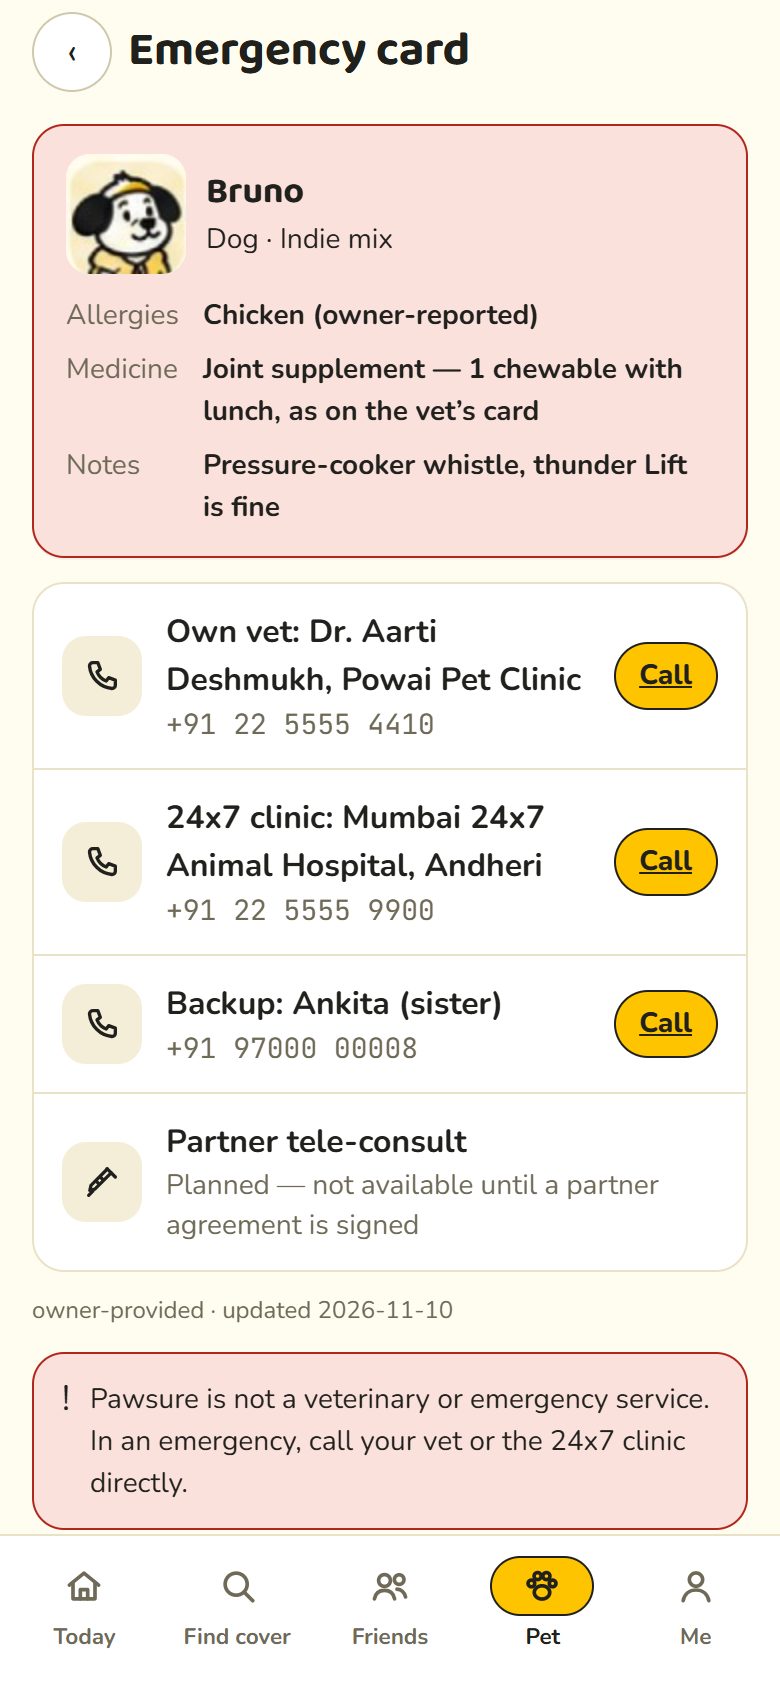 Emergency card
Bruno
Dog · Indie mix
Allergies Chicken (owner-reported)
Medicine Joint supplement — 1 chewable with
lunch, as on the vet’s card
Notes Pressure-cooker whistle, thunder Lift
is fine
Own vet: Dr. Aarti
Deshmukh, Powai Pet Clinic
+91 22 5555 4410
Call
24x7 clinic: Mumbai 24x7
Animal Hospital, Andheri
+91 22 5555 9900
Call
Backup: Ankita (sister)
+91 97000 00008
Call
Partner tele-consult
Planned — not available until a partner
agreement is signed
owner-provided · updated 2026-11-10
! Pawsure is not a veterinary or emergency service.
In an emergency, call your vet or the 24x7 clinic
directly.
Today Find cover Friends Pet Me